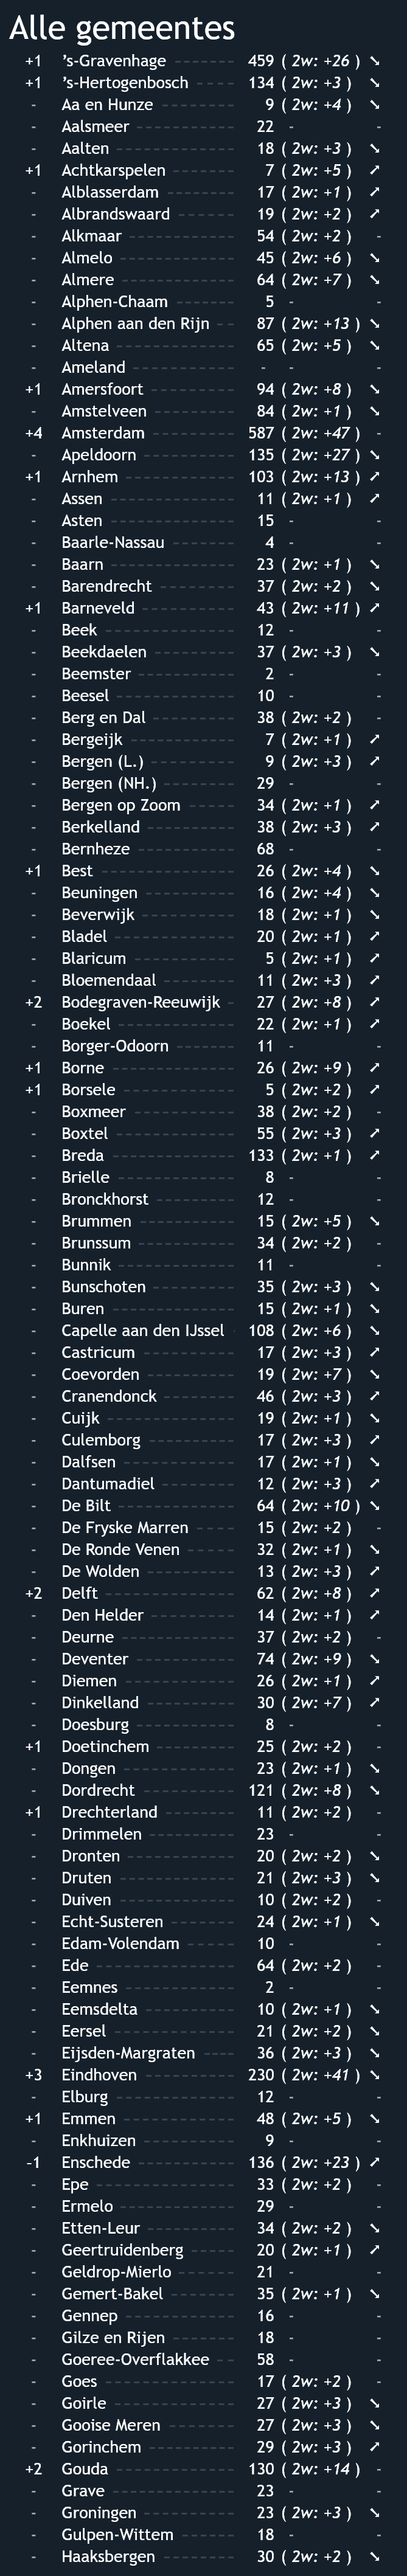 Alle gemeentes
+1 's-Gravenhage 459 ( 2w: +26 ) ➘
+1 's-Hertogenbosch 134 ( 2w: +3 ) ➘
- Aa en Hunze 9 ( 2w: +4 ) ➘
- Aalsmeer 22 - -
- Aalten 18 ( 2w: +3 ) ➘
+1 Achtkarspelen 7 ( 2w: +5 ) ➚
- Alblasserdam 17 ( 2w: +1 ) ➚
- Albrandswaard 19 ( 2w: +2 ) ➚
- Alkmaar 54 ( 2w: +2 ) -
- Almelo 45 ( 2w: +6 ) ➘
- Almere 64 ( 2w: +7 ) ➘
- Alphen-Chaam 5 - -
- Alphen aan den Rijn 87 ( 2w: +13 ) ➘
- Altena 65 ( 2w: +5 ) ➘
- Ameland - - -
+1 Amersfoort 94 ( 2w: +8 ) ➘
- Amstelveen 84 ( 2w: +1 ) ➘
+4 Amsterdam 587 ( 2w: +47 ) -
- Apeldoorn 135 ( 2w: +27 ) ➘
+1 Arnhem 103 ( 2w: +13 ) ➚
- Assen 11 ( 2w: +1 ) ➚
- Asten 15 - -
- Baarle-Nassau 4 - -
- Baarn 23 ( 2w: +1 ) ➘
- Barendrecht 37 ( 2w: +2 ) ➘
+1 Barneveld 43 ( 2w: +11 ) ➚
- Beek 12 - -
- Beekdaelen 37 ( 2w: +3 ) ➘
- Beemster 2 - -
- Beesel 10 - -
- Berg en Dal 38 ( 2w: +2 ) -
- Bergeijk 7 ( 2w: +1 ) ➚
- Bergen (L.) 9 ( 2w: +3 ) ➚
- Bergen (NH.) 29 - -
- Bergen op Zoom 34 ( 2w: +1 ) ➚
- Berkelland 38 ( 2w: +3 ) ➚
- Bernheze 68 - -
+1 Best 26 ( 2w: +4 ) ➘
- Beuningen 16 ( 2w: +4 ) ➘
- Beverwijk 18 ( 2w: +1 ) ➘
- Bladel 20 ( 2w: +1 ) ➚
- Blaricum 5 ( 2w: +1 ) ➚
- Bloemendaal 11 ( 2w: +3 ) ➚
+2 Bodegraven-Reeuwijk 27 ( 2w: +8 ) ➚
- Boekel 22 ( 2w: +1 ) ➚
- Borger-Odoorn 11 - -
+1 Borne 26 ( 2w: +9 ) ➚
+1 Borsele 5 ( 2w: +2 ) ➚
- Boxmeer 38 ( 2w: +2 ) -
- Boxtel 55 ( 2w: +3 ) ➚
- Breda 133 ( 2w: +1 ) ➚
- Brielle 8 - -
- Bronckhorst 12 - -
- Brummen 15 ( 2w: +5 ) ➘
- Brunssum 34 ( 2w: +2 ) -
- Bunnik 11 - -
- Bunschoten 35 ( 2w: +3 ) ➘
- Buren 15 ( 2w: +1 ) ➘
- Capelle aan den IJssel 108 ( 2w: +6 ) ➘
- Castricum 17 ( 2w: +3 ) ➚
- Coevorden 19 ( 2w: +7 ) ➘
- Cranendonck 46 ( 2w: +3 ) ➚
- Cuijk 19 ( 2w: +1 ) ➘
- Culemborg 17 ( 2w: +3 ) ➚
- Dalfsen 17 ( 2w: +1 ) ➘
- Dantumadiel 12 ( 2w: +3 ) ➚
- De Bilt 64 ( 2w: +10 ) ➘
- De Fryske Marren 15 ( 2w: +2 ) -
- De Ronde Venen 32 ( 2w: +1 ) ➘
- De Wolden 13 ( 2w: +3 ) ➚
+2 Delft 62 ( 2w: +8 ) ➚
- Den Helder 14 ( 2w: +1 ) ➚
- Deurne 37 ( 2w: +2 ) -
- Deventer 74 ( 2w: +9 ) ➘
- Diemen 26 ( 2w: +1 ) ➚
- Dinkelland 30 ( 2w: +7 ) ➚
- Doesburg 8 - -
+1 Doetinchem 25 ( 2w: +2 ) -
- Dongen 23 ( 2w: +1 ) ➘
- Dordrecht 121 ( 2w: +8 ) ➘
+1 Drechterland 11 ( 2w: +2 ) -
- Drimmelen 23 - -
- Dronten 20 ( 2w: +2 ) ➘
- Druten 21 ( 2w: +3 ) ➘
- Duiven 10 ( 2w: +2 ) -
- Echt-Susteren 24 ( 2w: +1 ) ➘
- Edam-Volendam 10 - -
- Ede 64 ( 2w: +2 ) -
- Eemnes 2 - -
- Eemsdelta 10 ( 2w: +1 ) ➘
- Eersel 21 ( 2w: +2 ) ➘
- Eijsden-Margraten 36 ( 2w: +3 ) ➘
+3 Eindhoven 230 ( 2w: +41 ) ➘
- Elburg 12 - -
+1 Emmen 48 ( 2w: +5 ) ➘
- Enkhuizen 9 - -
-1 Enschede 136 ( 2w: +23 ) ➚
- Epe 33 ( 2w: +2 ) -
- Ermelo 29 - -
- Etten-Leur 34 ( 2w: +2 ) ➘
- Geertruidenberg 20 ( 2w: +1 ) ➚
- Geldrop-Mierlo 21 - -
- Gemert-Bakel 35 ( 2w: +1 ) ➘
- Gennep 16 - -
- Gilze en Rijen 18 - -
- Goeree-Overflakkee 58 - -
- Goes 17 ( 2w: +2 ) -
- Goirle 27 ( 2w: +3 ) ➘
- Gooise Meren 27 ( 2w: +3 ) ➘
- Gorinchem 29 ( 2w: +3 ) ➚
+2 Gouda 130 ( 2w: +14 ) -
- Grave 23 - -
- Groningen 23 ( 2w: +3 ) ➘
- Gulpen-Wittem 18 - -
- Haaksbergen 30 ( 2w: +2 ) ➘